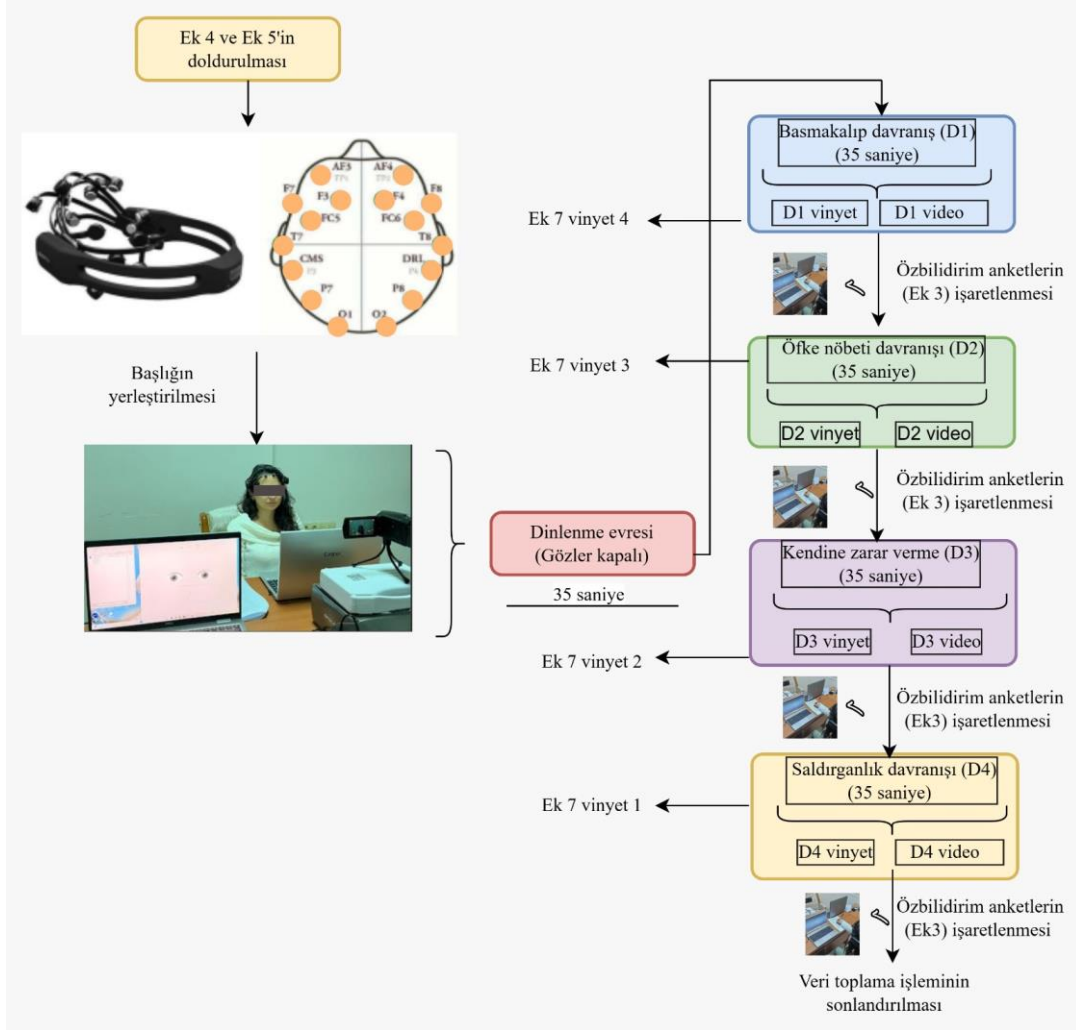 Ek 4 ve Ek 5'in
doldurulması
AF3
AF4
F7
F3
F4
F8
FC5
FC6
T7
T8
CMS
DRL
P7
P8
O1
O2
Başlığın
yerleştirilmesi
Dinlenme evresi
(Gözler kapalı)
35 saniye
Basmakalıp davranış (D1)
(35 saniye)
D1 vinyet
D1 video
Ek 7 vinyet 4
Özbilidirim anketlerin
(Ek 3) işaretlenmesi
Öfke nöbeti davranışı (D2)
(35 saniye)
D2 vinyet
D2 video
Ek 7 vinyet 3
Özbilidirim anketlerin
(Ek 3) işaretlenmesi
Kendine zarar verme (D3)
(35 saniye)
D3 vinyet
D3 video
Ek 7 vinyet 2
Özbilidirim anketlerin
(Ek3) işaretlenmesi
Saldırganlık davranışı (D4)
(35 saniye)
D4 vinyet
D4 video
Ek 7 vinyet 1
Özbilidirim anketlerin
(Ek3) işaretlenmesi
Veri toplama işleminin
sonlandırılması